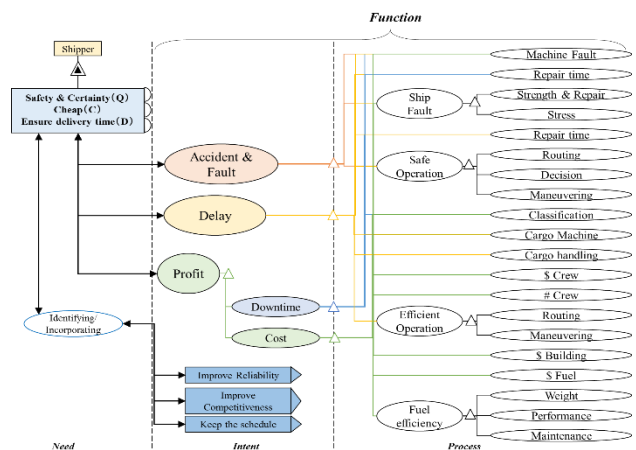 Function
Shipper
Safety & Certainty(Q)
Cheap(C)
Ensure delivery time(D)
Accident &
Fault
Delay
Profit
Downtime
Cost
Identifying/
Incorporating
Improve Reliability
Improve
Competitiveness
Keep the schedule
Ship
Fault
Safe
Operation
Efficient
Operation
Fuel
efficiency
Machine Fault
Repair time
Strength & Repair
Stress
Repair time
Routing
Decision
Maneuvering
Classification
Cargo Machine
Cargo handling
$ Crew
# Crew
Routing
Maneuvering
$ Building
$ Fuel
Weight
Performance
Maintenance
Need
Intent
Process